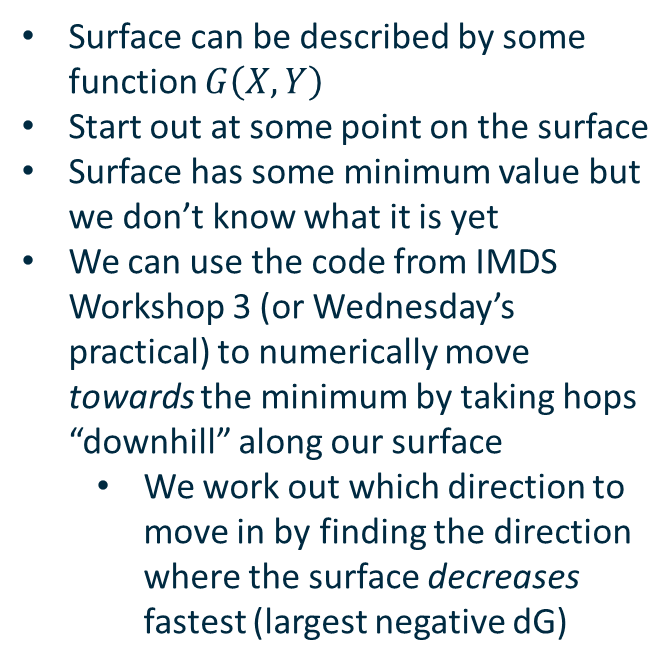 • Surface can be described by some
function G(X, Y)
• Start out at some point on the surface
• Surface has some minimum value but
we don’t know what it is yet
• We can use the code from IMDS
Workshop 3 (or Wednesday’s
practical) to numerically move
towards the minimum by taking hops
“downhill” along our surface
• We work out which direction to
move in by finding the direction
where the surface decreases
fastest (largest negative dG)